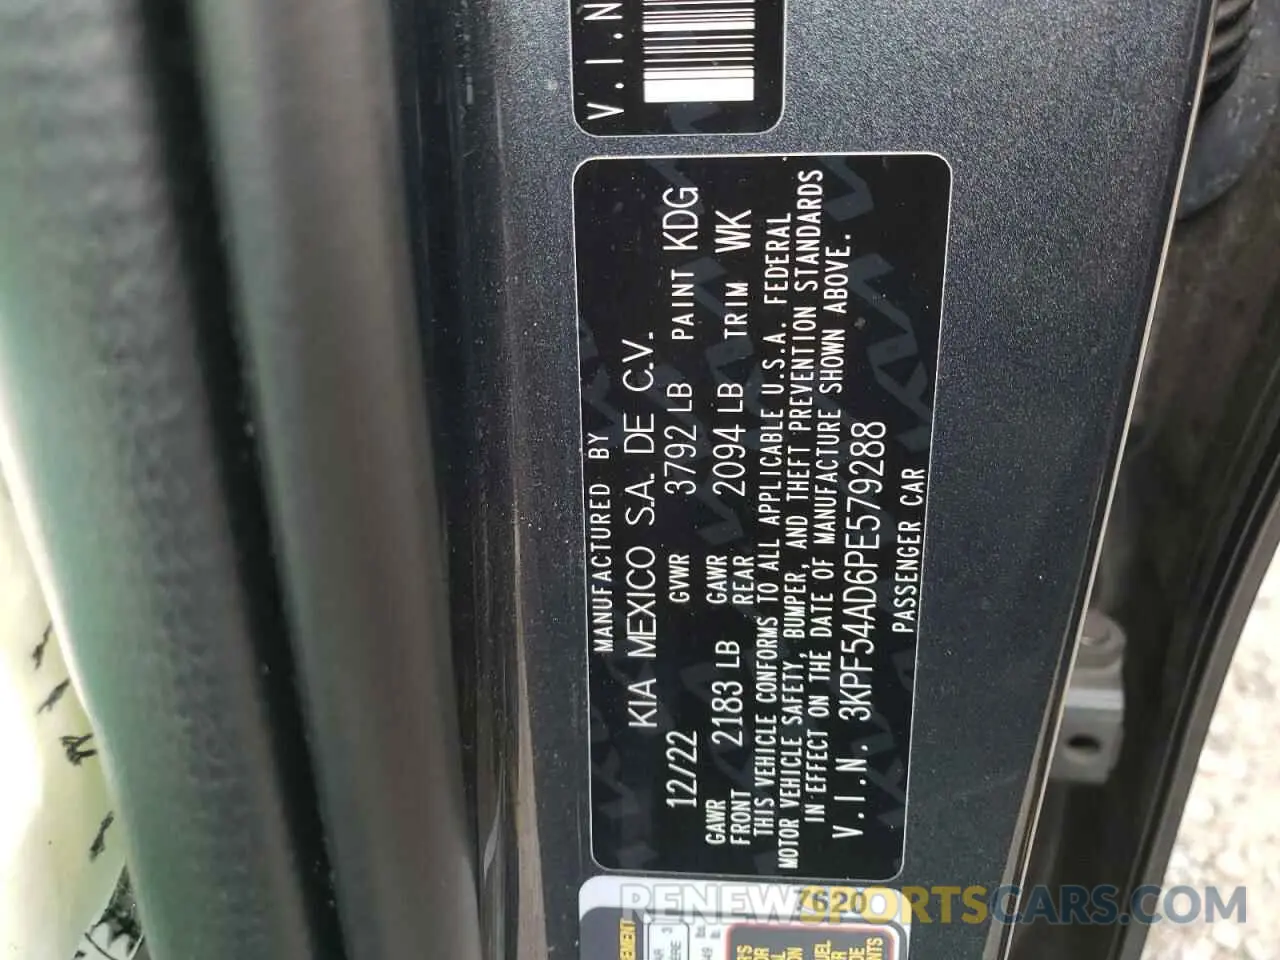 V.I.N
MANUFACTURED BY
KIA MEXICO S.A. DE C.V.
12/22 GVWR 3792 LB PAINT KDG
GAWR FRONT 2183 LB GAWR REAR 2094 LB TRIM WK
THIS VEHICLE CONFORMS TO ALL APPLICABLE U.S.A. FEDERAL
MOTOR VEHICLE SAFETY, BUMPER, AND THEFT PREVENTION STANDARDS
IN EFFECT ON THE DATE OF MANUFACTURE SHOWN ABOVE.
V.I.N. 3KPF54AD6PE579288
PASSENGER CAR
7620
RENEWSPORTSCARS.COM